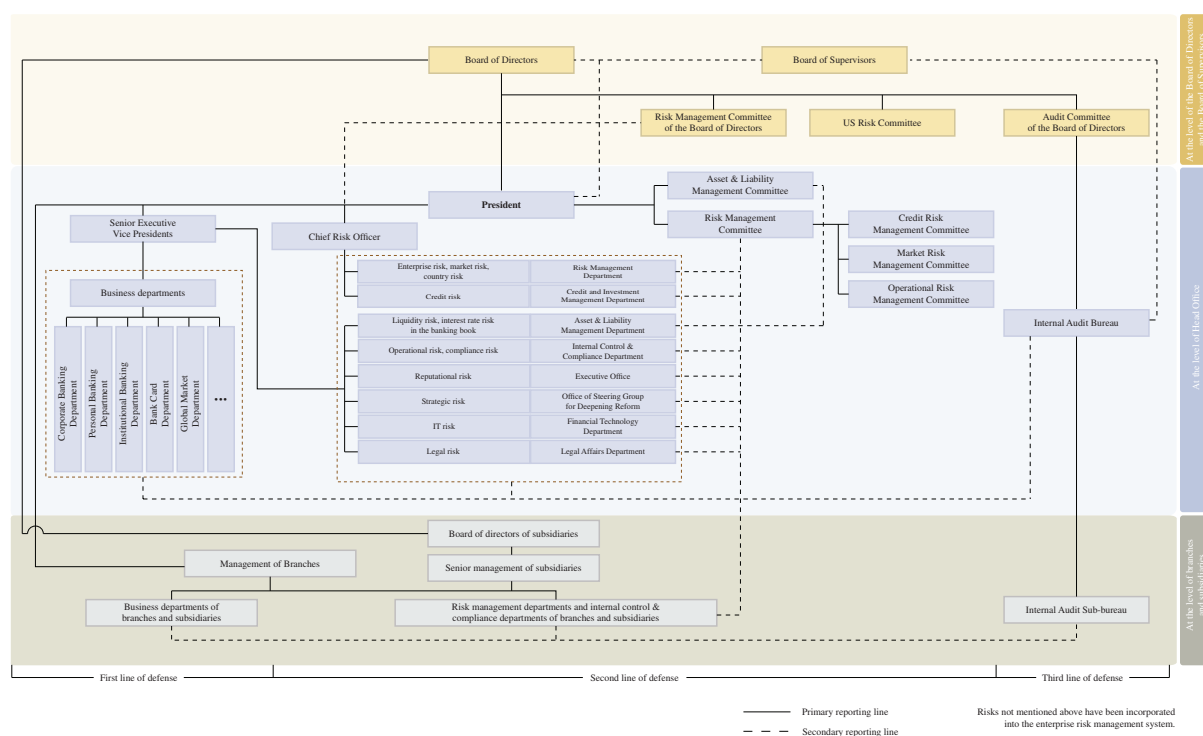 Board of Directors
Board of Supervisors
Risk Management Committee
of the Board of Directors
US Risk Committee
Audit Committee
of the Board of Directors
At the level of the Board of Directors
and the Board of Supervisors
President
Asset & Liability
Management Committee
Risk Management
Committee
Credit Risk
Management Committee
Market Risk
Management Committee
Operational Risk
Management Committee
Senior Executive
Vice Presidents
Chief Risk Officer
Business departments
Corporate Banking
Department
Personal Banking
Department
Institutional Banking
Department
Bank Card
Department
Global Market
Department
•••
Enterprise risk, market risk,
country risk
Risk Management
Department
Credit risk
Credit and Investment
Management Department
Liquidity risk, interest rate risk
in the banking book
Asset & Liability
Management Department
Operational risk, compliance risk
Internal Control &
Compliance Department
Reputational risk
Executive Office
Strategic risk
Office of Steering Group
for Deepening Reform
IT risk
Financial Technology
Department
Legal risk
Legal Affairs Department
Internal Audit Bureau
At the level of Head Office
Board of directors of subsidiaries
Management of Branches
Senior management of subsidiaries
Business departments of
branches and subsidiaries
Risk management departments and internal control &
compliance departments of branches and subsidiaries
Internal Audit Sub-bureau
At the level of branches
and subsidiaries
First line of defense
Second line of defense
Third line of defense
Primary reporting line
Secondary reporting line
Risks not mentioned above have been incorporated
into the enterprise risk management system.